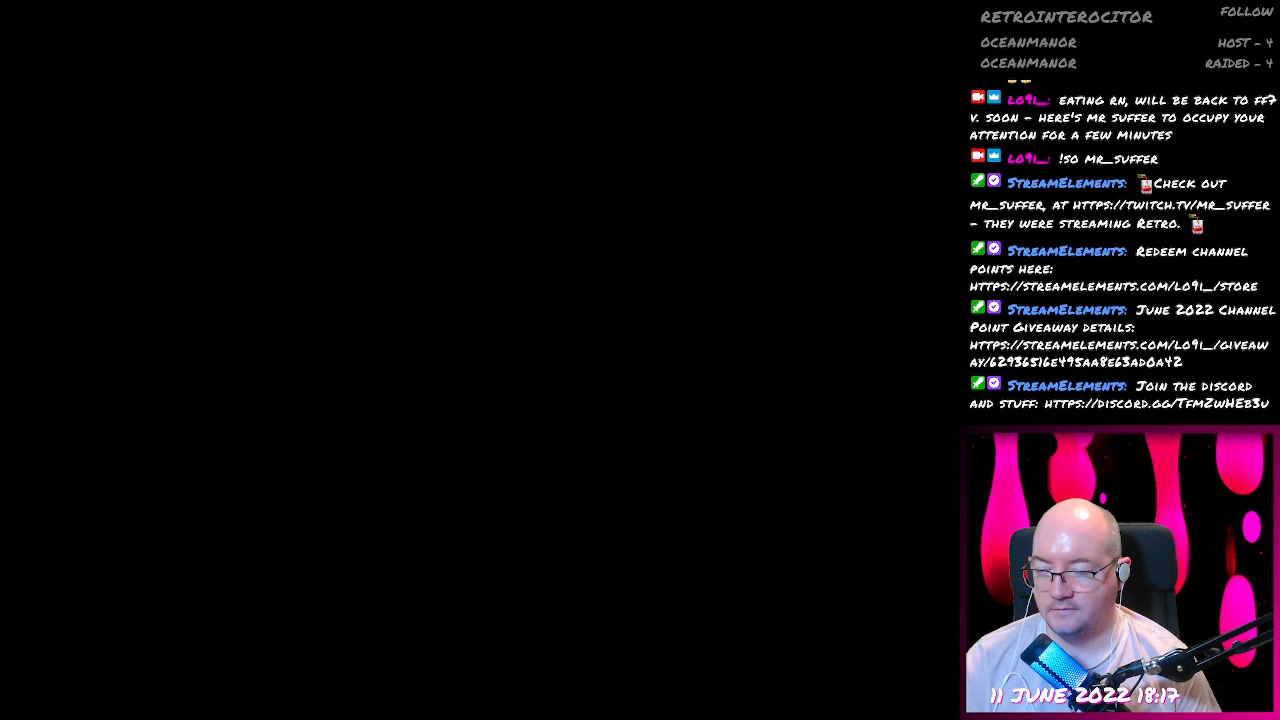 RETROINTEROCITOR FOLLOW
OCEANMANOR HOST - 4
OCEANMANOR RAIDED - 4
LO9I_: EATING RN, WILL BE BACK TO FF7
V. SOON - HERE'S MR SUFFER TO OCCUPY YOUR
ATTENTION FOR A FEW MINUTES
LO9I_: !SO MR_SUFFER
STREAMELEMENTS: CHECK OUT
MR_SUFFER, AT HTTPS://TWITCH.TV/MR_SUFFER
- THEY WERE STREAMING RETRO.
STREAMELEMENTS: REDEEM CHANNEL
POINTS HERE:
HTTPS://STREAMELEMENTS.COM/LO9I_/STORE
STREAMELEMENTS: JUNE 2022 CHANNEL
POINT GIVEAWAY DETAILS:
HTTPS://STREAMELEMENTS.COM/LO9I_/GIVEAW
AY/62936516E495AA8E63AD0A42
STREAMELEMENTS: JOIN THE DISCORD
AND STUFF: HTTPS://DISCORD.GG/TFMZWHEB3U
11 JUNE 2022 18:17